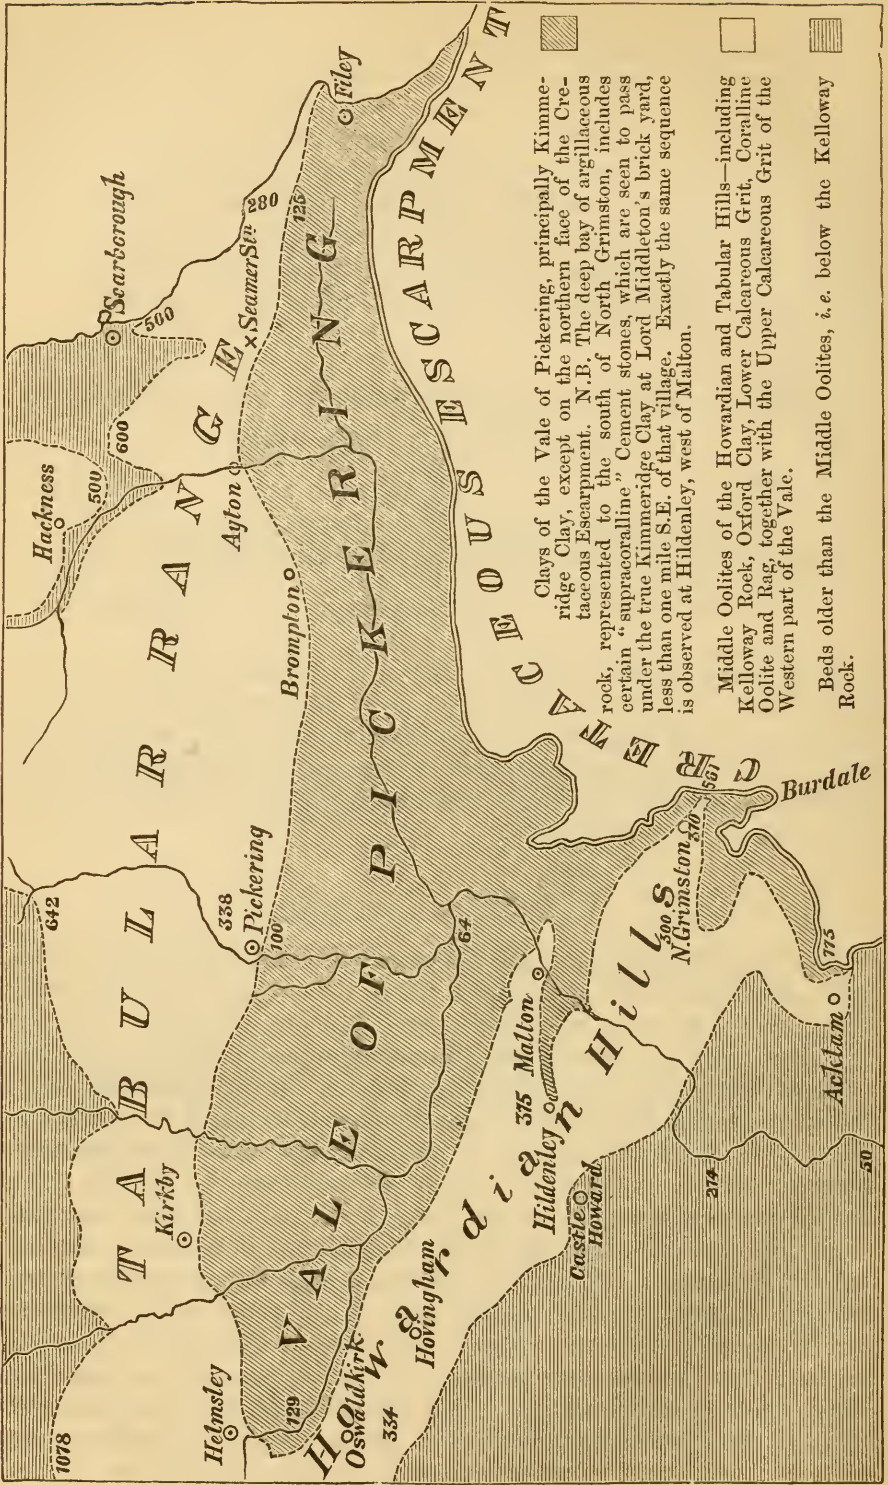 TABULAR RANGE
VALE OF PICKERING
Howardian Hills
CRETACEOUS ESCARPMENT
1078
642
Hackness
500
600
Scarborough
500
280
Seamer Stn
Ayton
Brompton
125
Filey
338
Pickering
100
Kirkby
Helmsley
129
Oswaldkirk
334
Hovingham
64
Malton
315
Hildenley
Castle
Howard
300
N. Grimston
370
561
Burdale
775
Acklam
274
50
Clays of the Vale of Pickering, principally Kimme-
ridge Clay, except on the northern face of the Cre-
taceous Escarpment. N.B. The deep bay of argillaceous
rock, represented to the south of North Grimston, includes
certain “supracoralline” Cement stones, which are seen to pass
under the true Kimmeridge Clay at Lord Middleton's brick yard,
less than one mile S.E. of that village. Exactly the same sequence
is observed at Hildenley, west of Malton.
Middle Oolites of the Howardian and Tabular Hills—including
Kelloway Rock, Oxford Clay, Lower Calcareous Grit, Coralline
Oolite and Rag, together with the Upper Calcareous Grit of the
Western part of the Vale.
Beds older than the Middle Oolites, i.e. below the Kelloway
Rock.